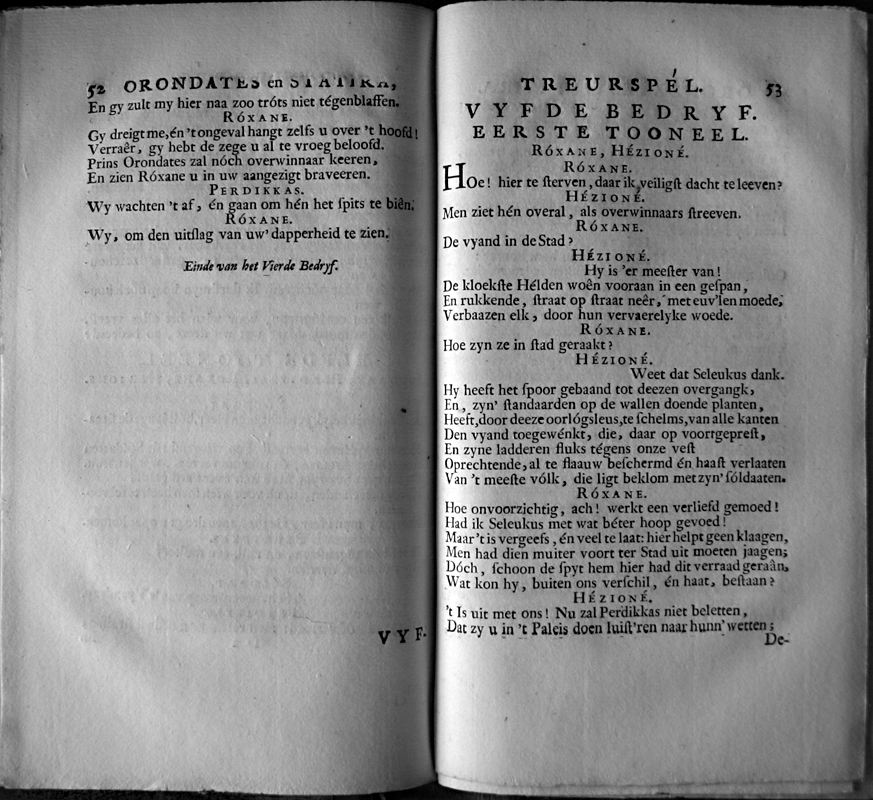 52 ORONDATES en STATIRA,
En gy zult my hier naa zoo tróts niet tégenblaffen.
RÓXANE.
Gy dreigt me, én 't ongeval hangt zelfs u over 't hoofd!
Verraêr, gy hebt de zege u al te vroeg beloofd.
Prins Orondates zal nóch overwinnaar keeren,
En zien Róxane u in uw aangezigt braveeren.
PERDIKKAS.
Wy wachten 't af, én gaan om hén het spits te biên.
RÓXANE.
Wy, om den uitslag van uw' dapperheid te zien.
Einde van het Vierde Bedryf.
VYF-
TREURSPÉL. 53
VYFDE BEDRYF.
EERSTE TOONEEL.
RÓXANE, HÉZIONÉ.
RÓXANE.
HOe! hier te sterven, daar ik veiligst dacht te leeven?
HÉZIONÉ.
Men ziet hén overal, als overwinnaars streeven.
RÓXANE.
De vyand in de Stad?
HÉZIONÉ.
Hy is 'er meester van!
De kloekste Hélden woên vooraan in een gespan,
En rukkende, straat op straat neêr, met euv'len moede,
Verbaazen elk, door hun vervaerelyke woede.
RÓXANE.
Hoe zyn ze in stad geraakt?
HÉZIONÉ.
Weet dat Seleukus dank.
Hy heeft het spoor gebaand tot deezen overgangk,
En, zyn' standaarden op de wallen doende planten,
Heeft, door deeze oorlógsleus, te schelms, van alle kanten
Den vyand toegewénkt, die, daar op voortgeprest,
En zyne ladderen fluks tégens onze vest
Oprechtende, al te flaauw beschermd én haast verlaaten
Van 't meeste vólk, die ligt beklom met zyn' sóldaaten.
RÓXANE.
Hoe onvoorzichtig, ach! werkt een verliefd gemoed!
Had ik Seleukus met wat béter hoop gevoed!
Maar 't is vergeefs, én veel te laat: hier helpt geen klaagen,
Men had dien muiter voort ter Stad uit moeten jaagen;
Dóch, schoon de spyt hem hier had dit verraad geraân,
Wat kon hy, buiten ons verschil, én haat, bestaan?
HÉZIONÉ.
't Is uit met ons! Nu zal Perdikkas niet beletten,
Dat zy u in 't Paleis doen luist'ren naar hunn' wetten;
De-